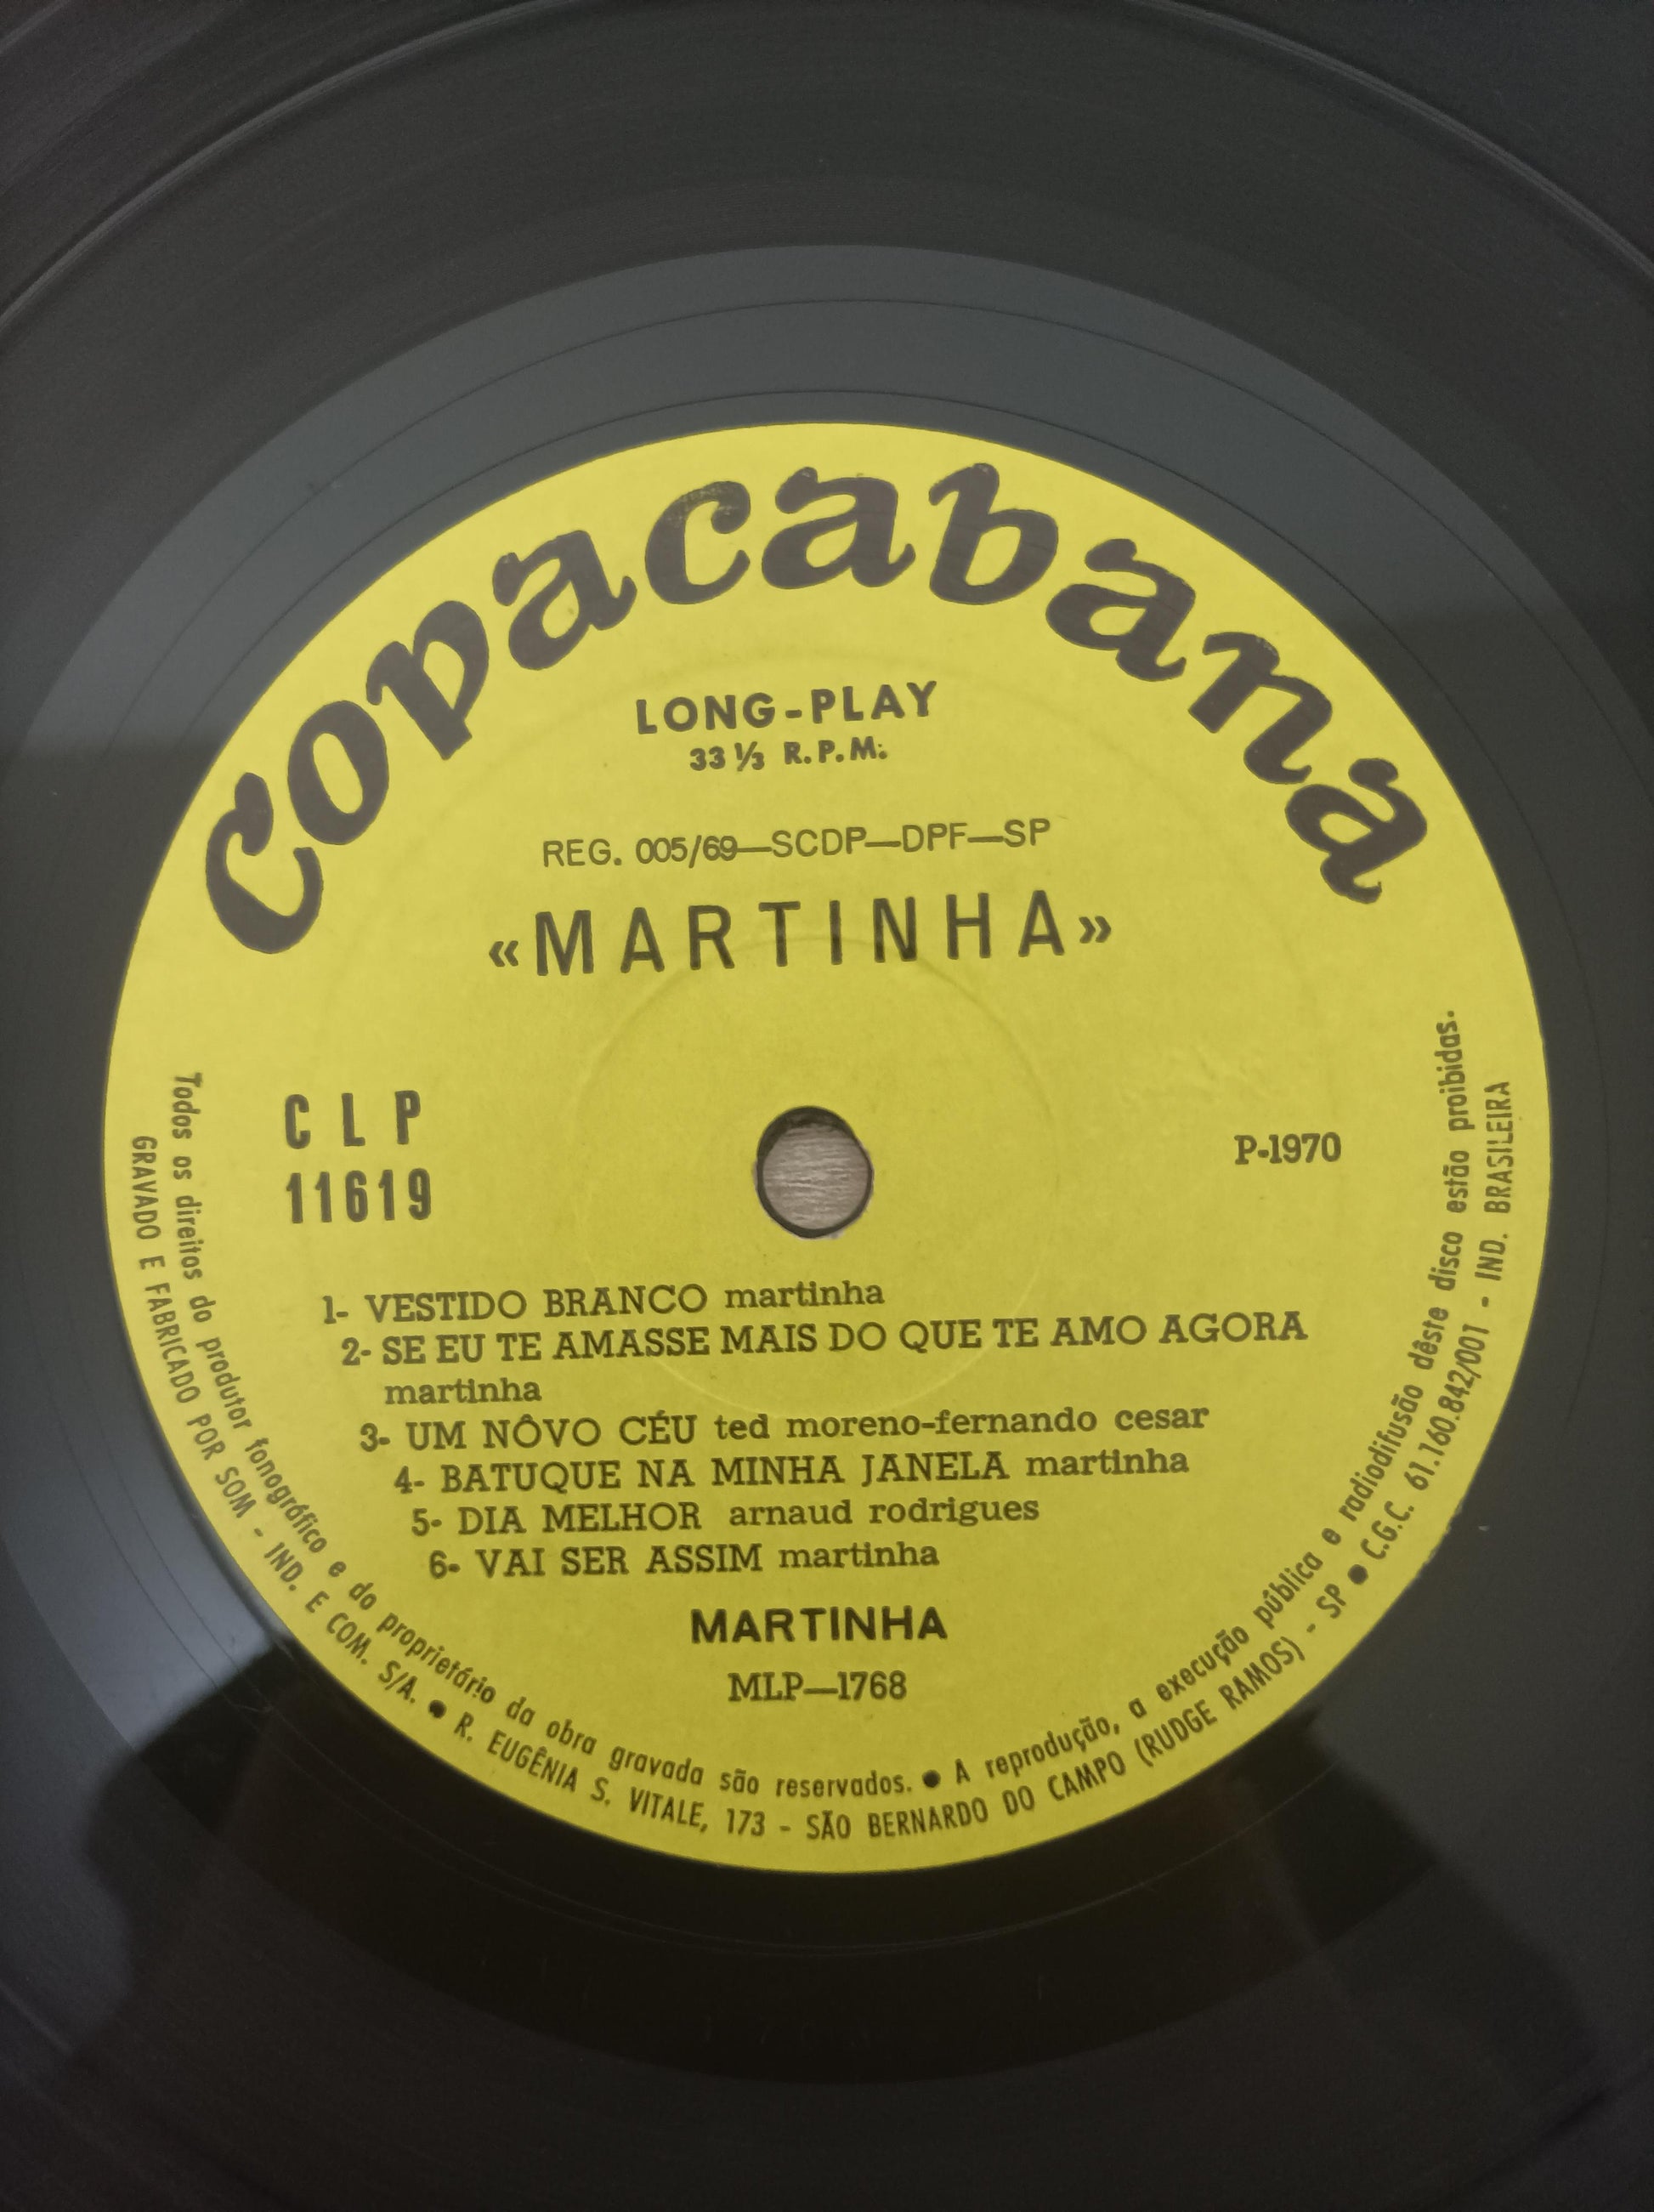 Copacabana
LONG-PLAY
33 ⅓ R.P.M.
REG. 005/69—SCDP—DPF—SP
«MARTINHA»
CLP
11619
P-1970
1- VESTIDO BRANCO martinha
2- SE EU TE AMASSE MAIS DO QUE TE AMO AGORA
martinha
3- UM NÔVO CÉU ted moreno-fernando cesar
4- BATUQUE NA MINHA JANELA martinha
5- DIA MELHOR arnaud rodrigues
6- VAI SER ASSIM martinha
MARTINHA
MLP—1768
Todos os direitos do produtor fonográfico e do proprietário da obra gravada são reservados. ● A reprodução, a execução pública e radiodifusão dêste disco estão proibidas.
GRAVADO E FABRICADO POR SOM - IND. E COM. S/A. ● R. EUGÊNIA S. VITALE, 173 - SÃO BERNARDO DO CAMPO (RUDGE RAMOS) - SP ● C.G.C. 61.160.842/001 - IND. BRASILEIRA